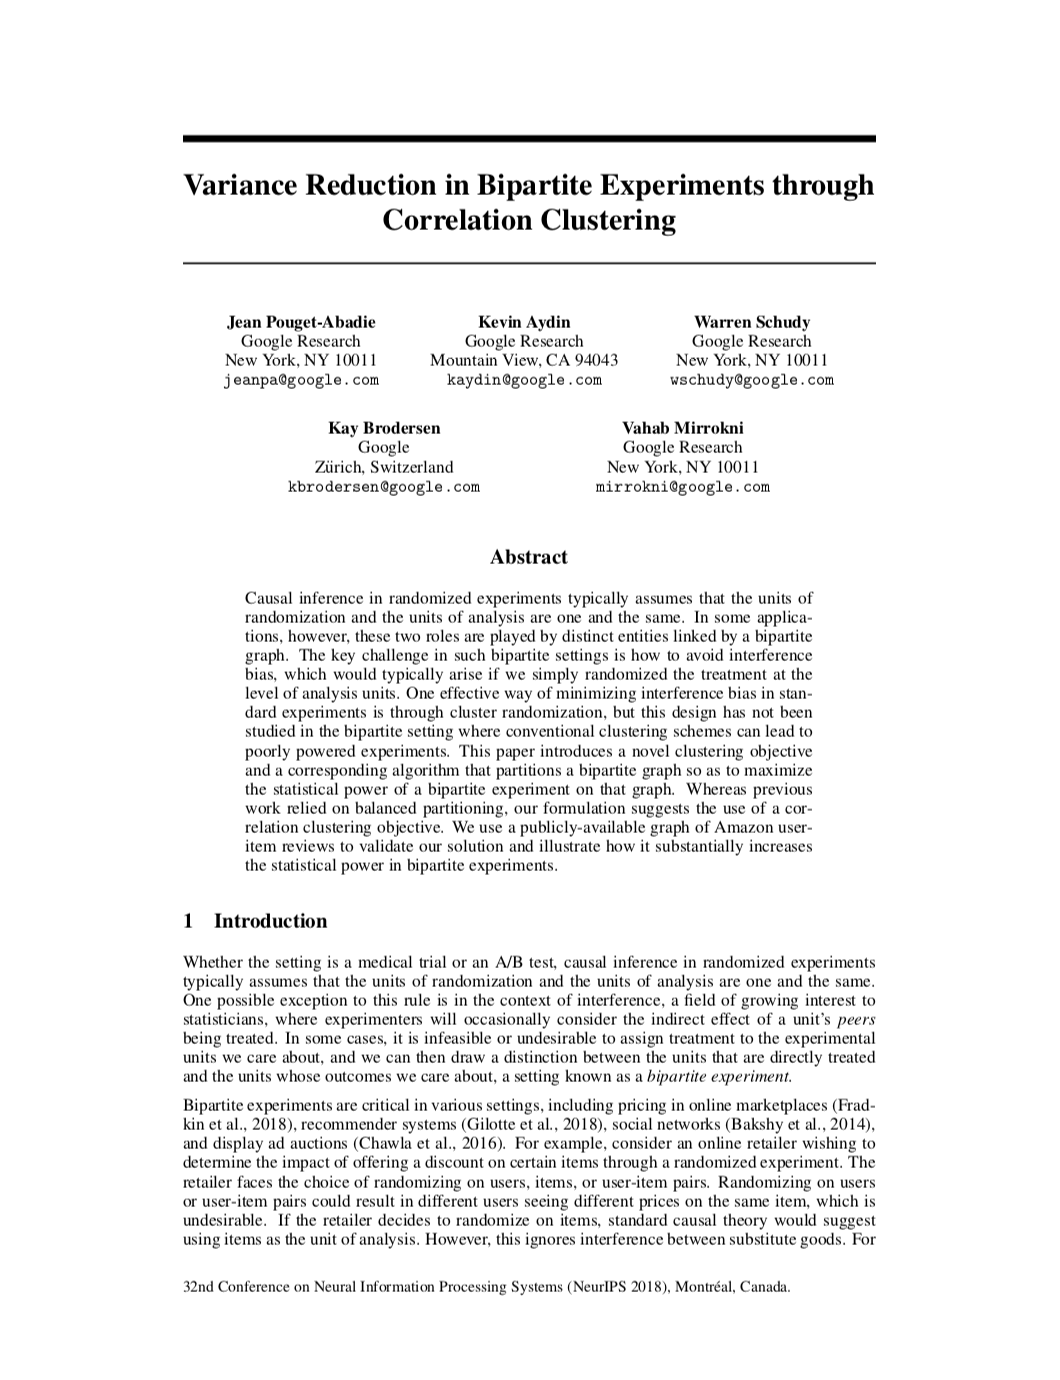 Variance Reduction in Bipartite Experiments through
Correlation Clustering
Jean Pouget-Abadie
Google Research
New York, NY 10011
jeanpa@google.com
Kevin Aydin
Google Research
Mountain View, CA 94043
kaydin@google.com
Warren Schudy
Google Research
New York, NY 10011
wschudy@google.com
Kay Brodersen
Google
Zürich, Switzerland
kbrodersen@google.com
Vahab Mirrokni
Google Research
New York, NY 10011
mirrokni@google.com
Abstract
Causal inference in randomized experiments typically assumes that the units of
randomization and the units of analysis are one and the same. In some applica-
tions, however, these two roles are played by distinct entities linked by a bipartite
graph. The key challenge in such bipartite settings is how to avoid interference
bias, which would typically arise if we simply randomized the treatment at the
level of analysis units. One effective way of minimizing interference bias in stan-
dard experiments is through cluster randomization, but this design has not been
studied in the bipartite setting where conventional clustering schemes can lead to
poorly powered experiments. This paper introduces a novel clustering objective
and a corresponding algorithm that partitions a bipartite graph so as to maximize
the statistical power of a bipartite experiment on that graph. Whereas previous
work relied on balanced partitioning, our formulation suggests the use of a cor-
relation clustering objective. We use a publicly-available graph of Amazon user-
item reviews to validate our solution and illustrate how it substantially increases
the statistical power in bipartite experiments.
1 Introduction
Whether the setting is a medical trial or an A/B test, causal inference in randomized experiments
typically assumes that the units of randomization and the units of analysis are one and the same.
One possible exception to this rule is in the context of interference, a field of growing interest to
statisticians, where experimenters will occasionally consider the indirect effect of a unit's peers
being treated. In some cases, it is infeasible or undesirable to assign treatment to the experimental
units we care about, and we can then draw a distinction between the units that are directly treated
and the units whose outcomes we care about, a setting known as a bipartite experiment.
Bipartite experiments are critical in various settings, including pricing in online marketplaces (Frad-
kin et al., 2018), recommender systems (Gilotte et al., 2018), social networks (Bakshy et al., 2014),
and display ad auctions (Chawla et al., 2016). For example, consider an online retailer wishing to
determine the impact of offering a discount on certain items through a randomized experiment. The
retailer faces the choice of randomizing on users, items, or user-item pairs. Randomizing on users
or user-item pairs could result in different users seeing different prices on the same item, which is
undesirable. If the retailer decides to randomize on items, standard causal theory would suggest
using items as the unit of analysis. However, this ignores interference between substitute goods. For
32nd Conference on Neural Information Processing Systems (NeurIPS 2018), Montréal, Canada.